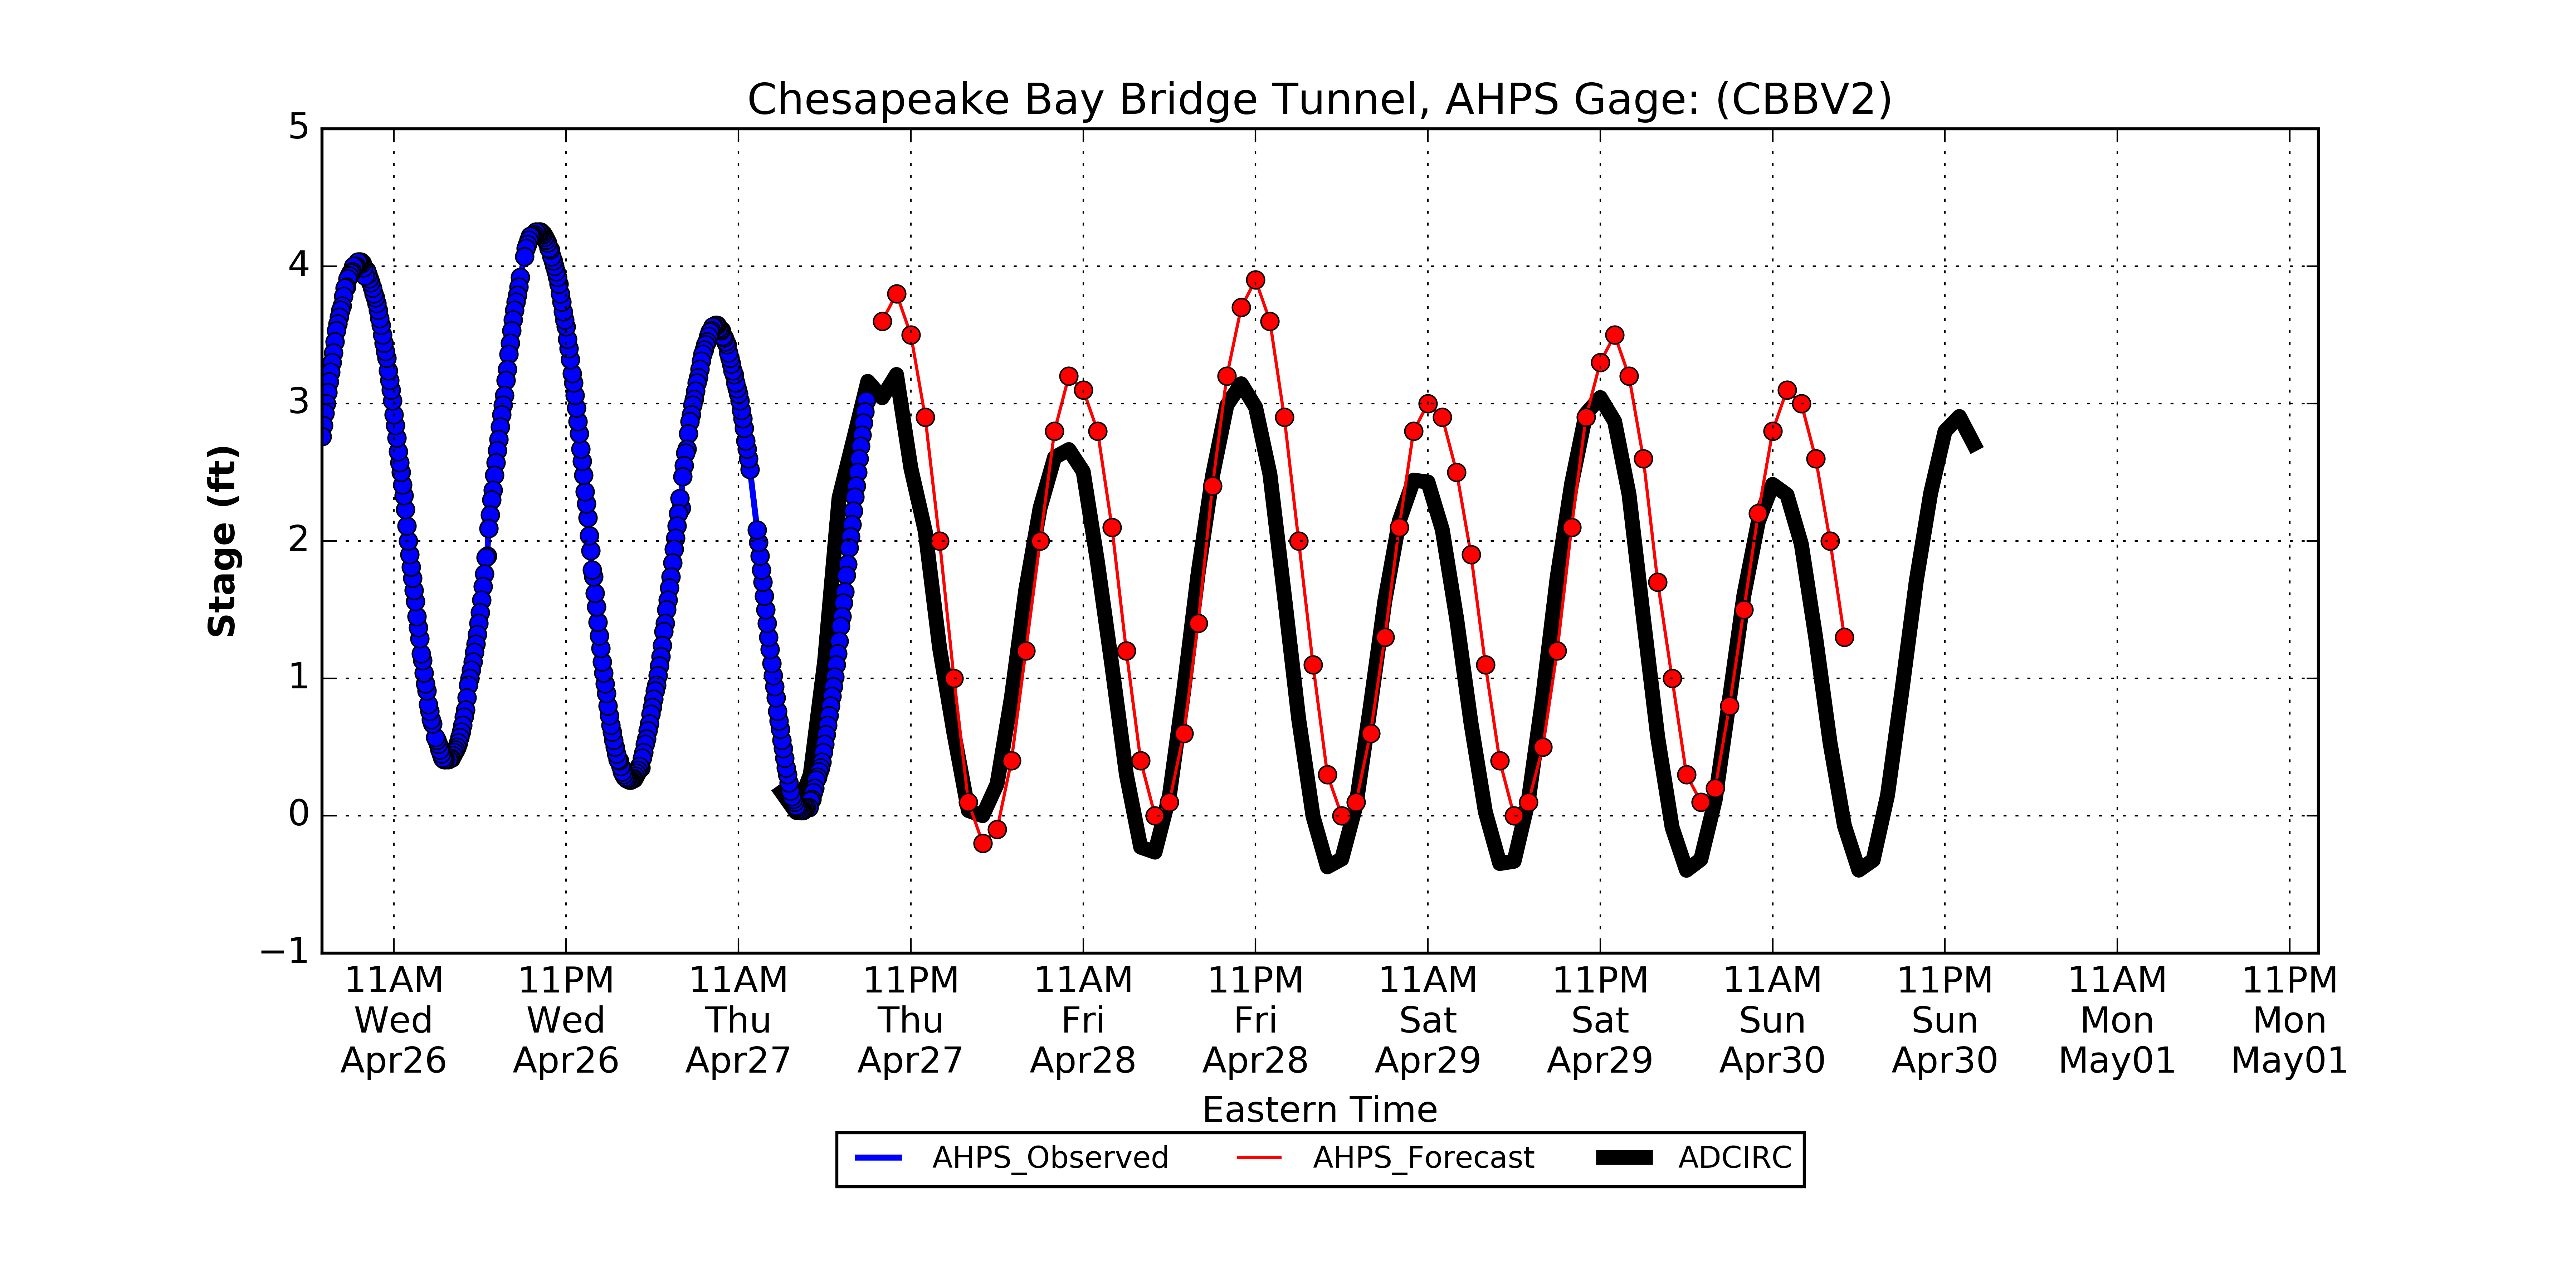 Chesapeake Bay Bridge Tunnel, AHPS Gage: (CBBV2)
5
4
3
2
1
0
−1
Stage (ft)
11AM 11PM 11AM 11PM 11AM 11PM 11AM 11PM 11AM 11PM 11AM 11PM
Wed Wed Thu Thu Fri Fri Sat Sat Sun Sun Mon Mon
Apr26 Apr26 Apr27 Apr27 Apr28 Apr28 Apr29 Apr29 Apr30 Apr30 May01 May01
Eastern Time
AHPS_Observed AHPS_Forecast ADCIRC